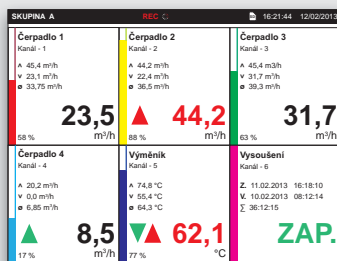 SKUPINA A REC 16:21:44 12/02/2013
Čerpadlo 1
Kanál - 1
ʌ 45,4 m³/h
v 23,1 m³/h
ø 33,75 m³/h
23,5
58 % m³/h
Čerpadlo 2
Kanál - 2
ʌ 44,2 m³/h
v 22,4 m³/h
ø 36,5 m³/h
44,2
88 % m³/h
Čerpadlo 3
Kanál - 3
ʌ 45,4 m3/h
v 31,7 m³/h
ø 39,3 m³/h
31,7
63 % m³/h
Čerpadlo 4
Kanál - 4
ʌ 20,2 m³/h
v 0,0 m³/h
ø 6,85 m³/h
8,5
17 % m³/h
Výměník
Kanál - 5
ʌ 74,8 °C
v 55,4 °C
ø 64,3 °C
62,1
77 % °C
Vysoušení
Kanál - 6
Z. 11.02.2013 16:18:10
V. 10.02.2013 08:12:14
∑ 36:12:15
ZAP.